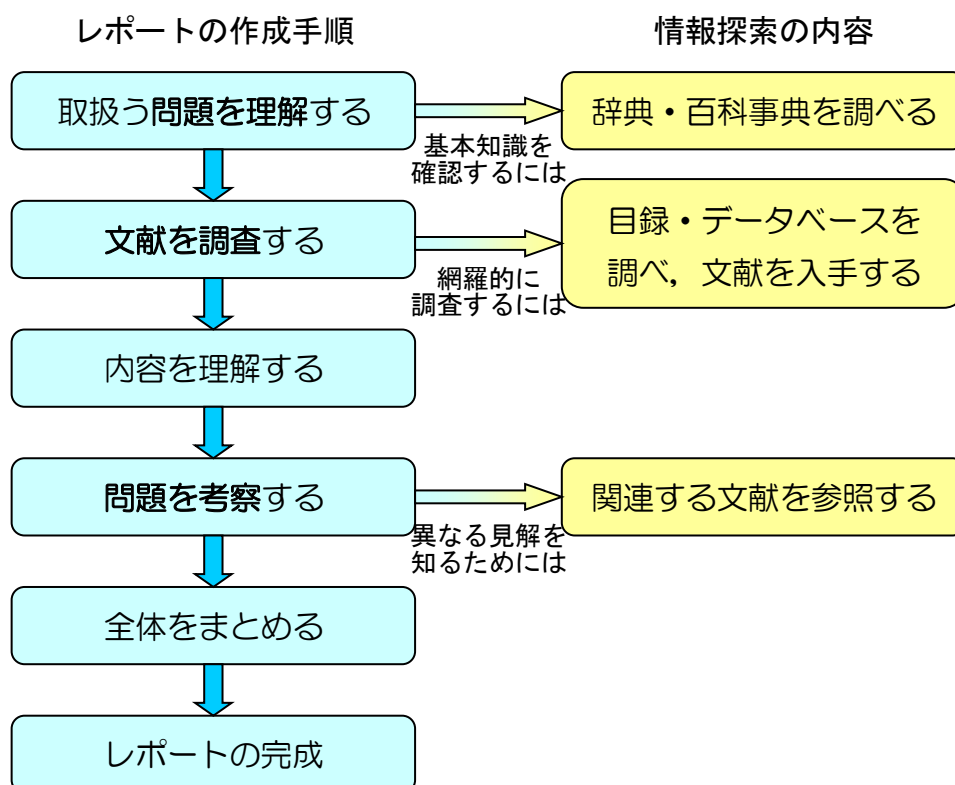 レポートの作成手順
情報探索の内容
取扱う問題を理解する
辞典・百科事典を調べる
基本知識を
確認するには
文献を調査する
目録・データベースを
調べ，文献を入手する
網羅的に
調査するには
内容を理解する
問題を考察する
関連する文献を参照する
異なる見解を
知るためには
全体をまとめる
レポートの完成